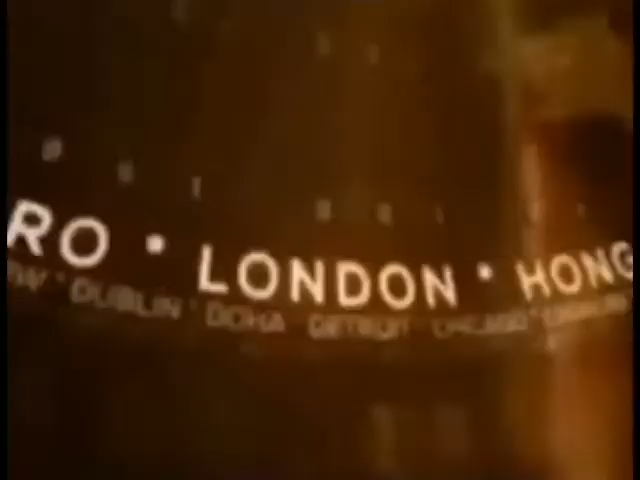 RO • LONDON • HONG
DUBLIN • DOHA DETROIT CHICAGO